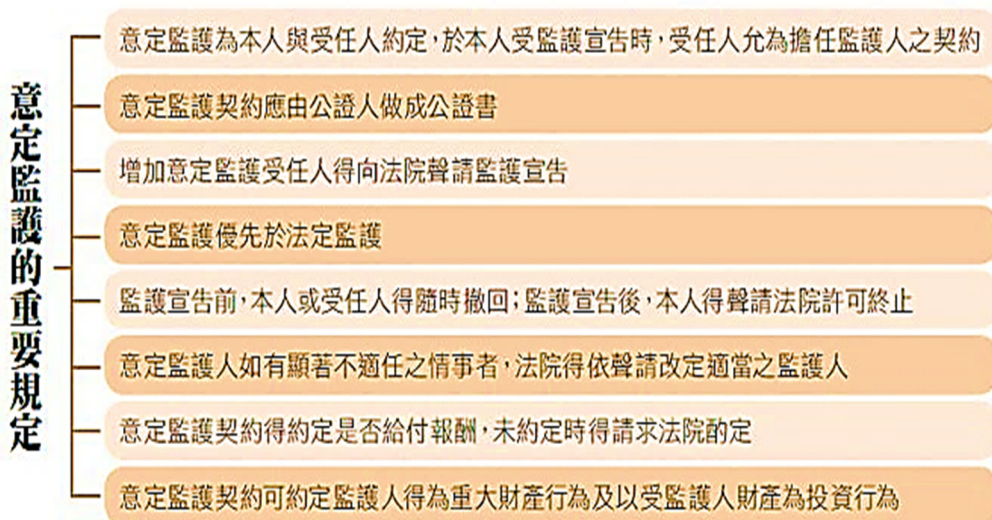 意定監護的重要規定
意定監護為本人與受任人約定，於本人受監護宣告時，受任人允為擔任監護人之契約
意定監護契約應由公證人做成公證書
增加意定監護受任人得向法院聲請監護宣告
意定監護優先於法定監護
監護宣告前，本人或受任人得隨時撤回；監護宣告後，本人得聲請法院許可終止
意定監護人如有顯著不適任之情事者，法院得依聲請改定適當之監護人
意定監護契約得約定是否給付報酬，未約定時得請求法院酌定
意定監護契約可約定監護人得為重大財產行為及以受監護人財產為投資行為